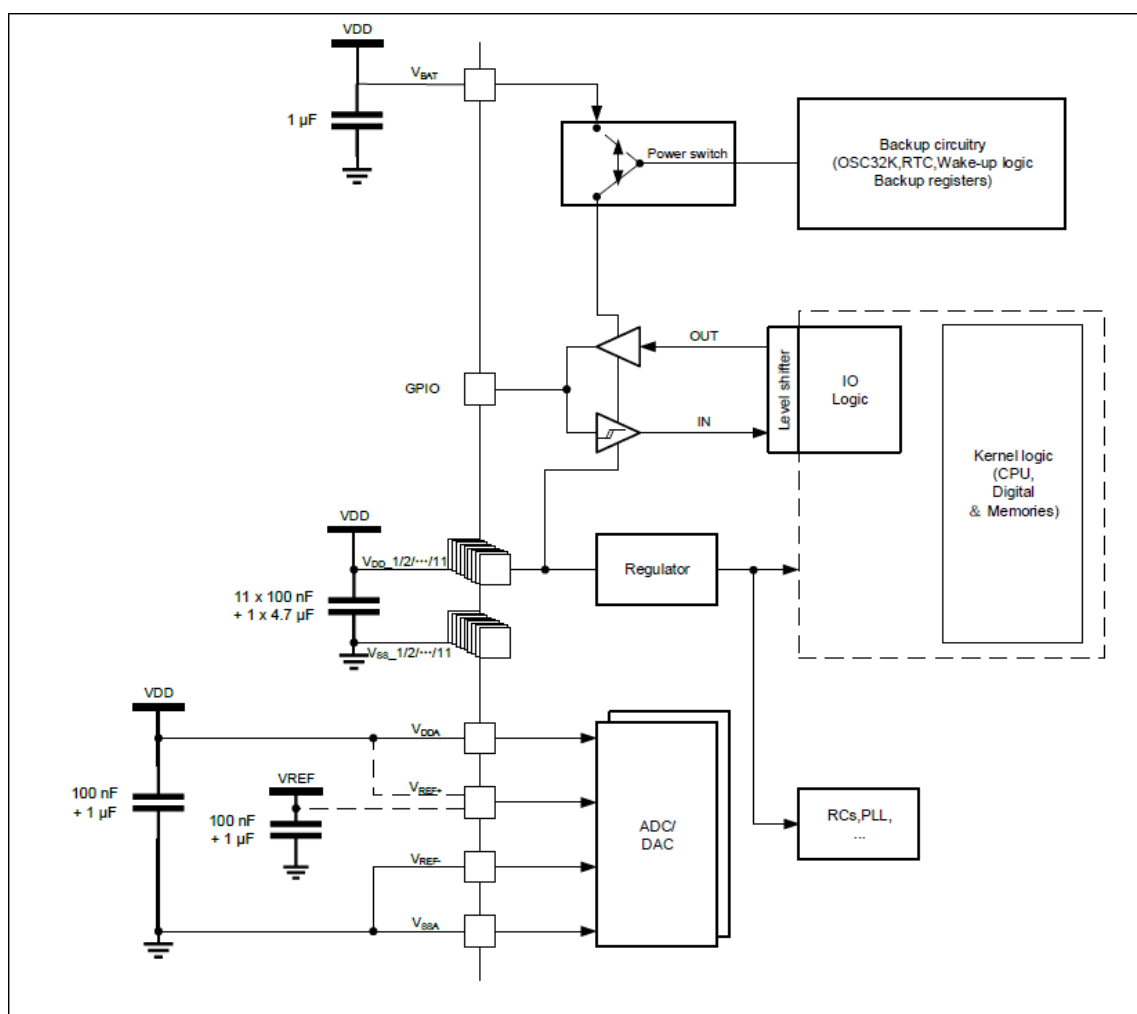 VDD
VBAT
1 µF
Power switch
Backup circuitry
(OSC32K,RTC,Wake-up logic
Backup registers)
OUT
GPIO
IN
Level shifter
IO
Logic
Kernel logic
(CPU,
Digital
& Memories)
VDD
VDD_1/2/···/11
11 x 100 nF
+ 1 x 4.7 µF
VSS_1/2/···/11
Regulator
VDD
VDDA
100 nF
+ 1 µF
VREF
VREF+
100 nF
+ 1 µF
VREF-
VSSA
ADC/
DAC
RCs,PLL,
...